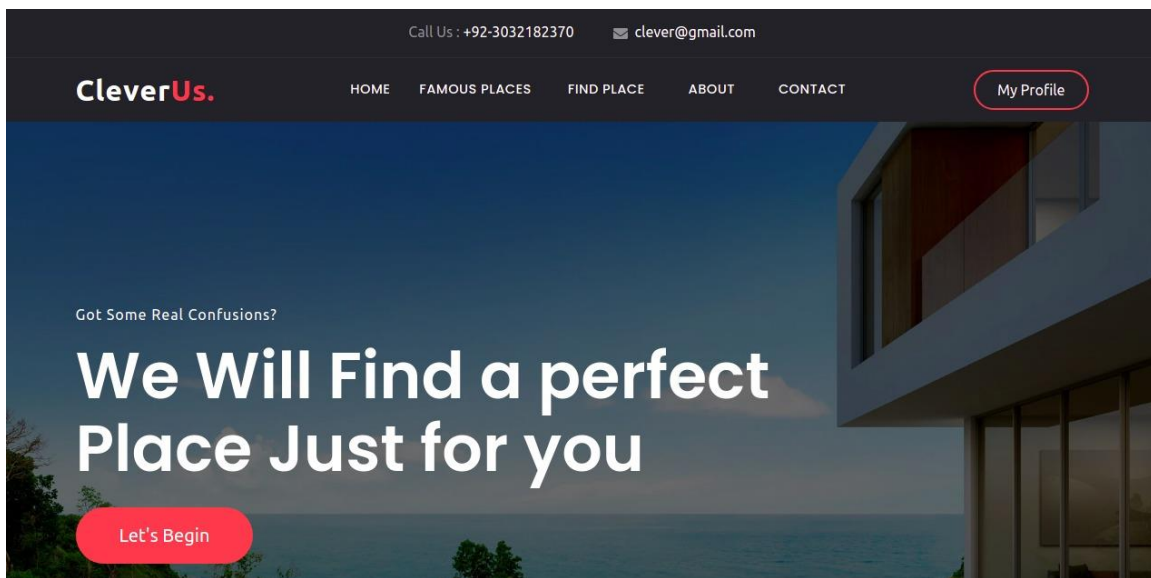 Call Us : +92-3032182370 clever@gmail.com
CleverUs. HOME FAMOUS PLACES FIND PLACE ABOUT CONTACT My Profile
Got Some Real Confusions?
We Will Find a perfect
Place Just for you
Let's Begin